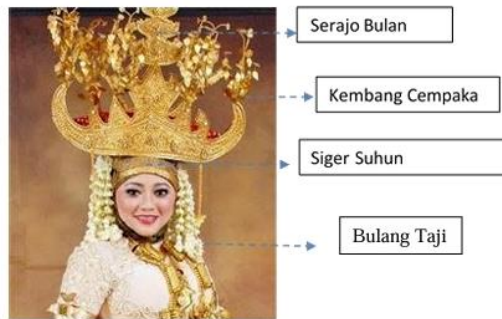 Serajo Bulan
Kembang Cempaka
Siger Suhun
Bulang Taji